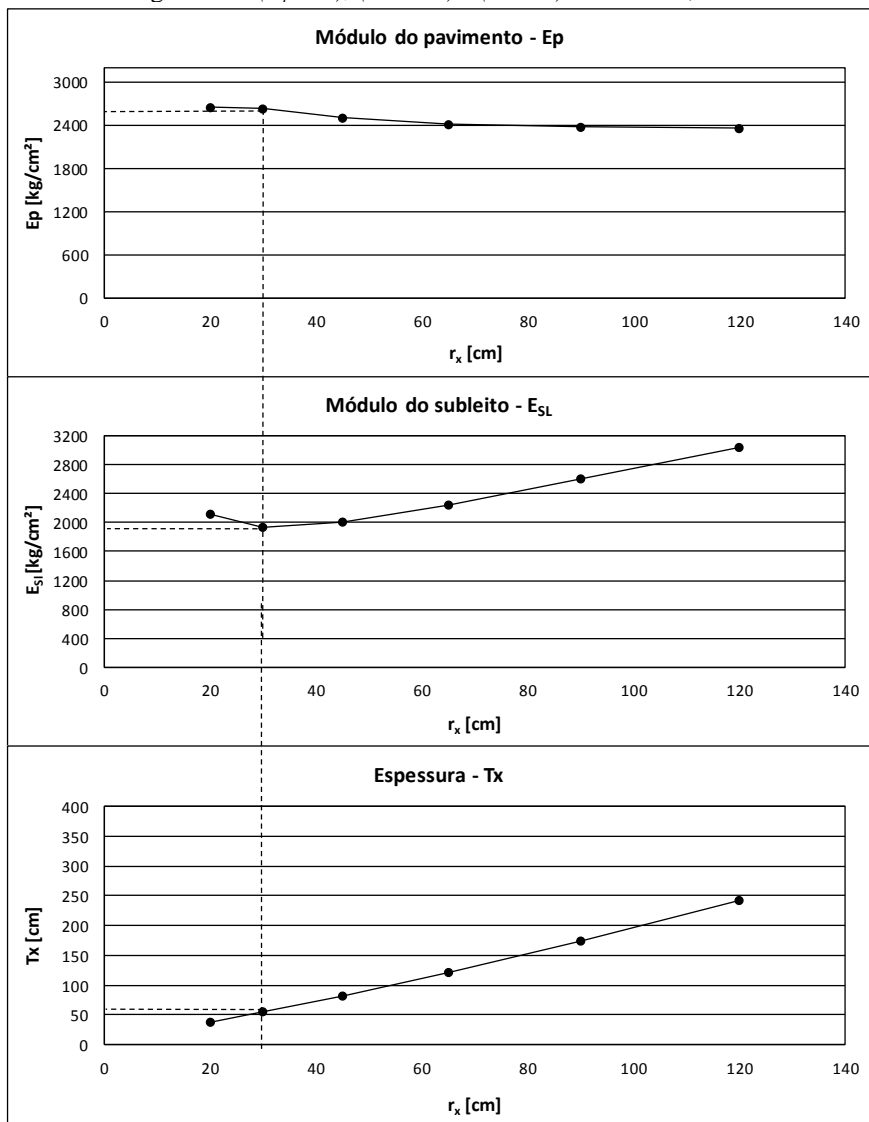 Módulo do pavimento - Ep
3000
2400
1800
1200
600
0
Ep [kg/cm²]
0 20 40 60 80 100 120 140
rx [cm]
Módulo do subleito - ESL
3200
2800
2400
2000
1600
1200
800
400
0
ESl [kg/cm²]
0 20 40 60 80 100 120 140
rx [cm]
Espessura - Tx
400
350
300
250
200
150
100
50
0
Tx [cm]
0 20 40 60 80 100 120 140
rx [cm]